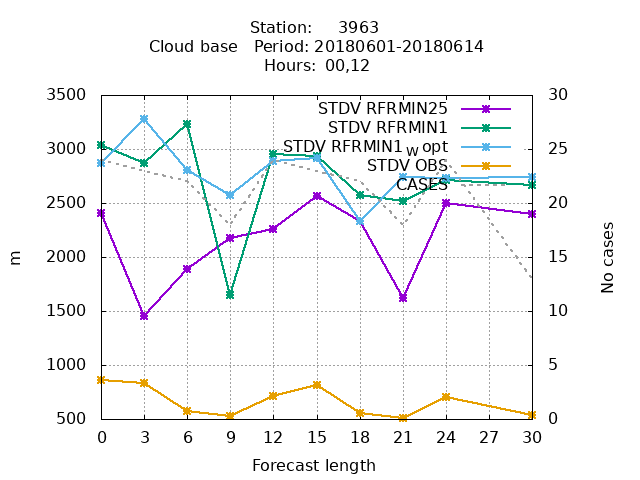 Station: 3963
Cloud base Period: 20180601-20180614
Hours: 00,12
3500 30
STDV RFRMIN25
STDV RFRMIN1
3000 STDV RFRMIN1w opt 25
STDV OBS
CASES
2500 20
m 2000 15 No cases
1500 10
1000 5
500 0
0 3 6 9 12 15 18 21 24 27 30
Forecast length